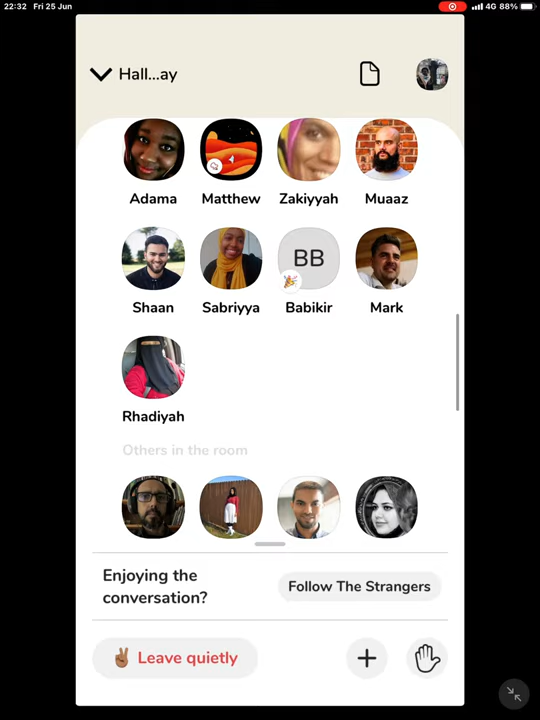 22:32 Fri 25 Jun
4G 88%
Hall...ay
Adama Matthew Zakiyyah Muaaz
BB
Shaan Sabriyya Babikir Mark
Rhadiyah
Others in the room
Enjoying the
conversation?
Follow The Strangers
Leave quietly